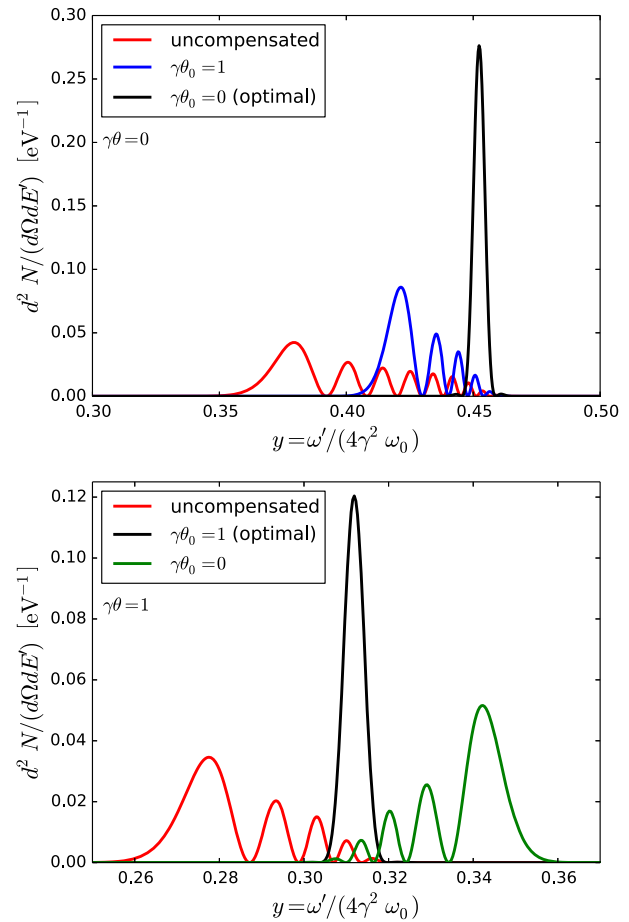 0.30
0.25
0.20
0.15
0.10
0.05
0.00
d² N/(dΩdE′) [eV⁻¹]
uncompensated
γθ₀ = 1
γθ₀ = 0 (optimal)
γθ = 0
0.30 0.35 0.40 0.45 0.50
y = ω′/(4γ² ω₀)
0.12
0.10
0.08
0.06
0.04
0.02
0.00
d² N/(dΩdE′) [eV⁻¹]
uncompensated
γθ₀ = 1 (optimal)
γθ₀ = 0
γθ = 1
0.26 0.28 0.30 0.32 0.34 0.36
y = ω′/(4γ² ω₀)